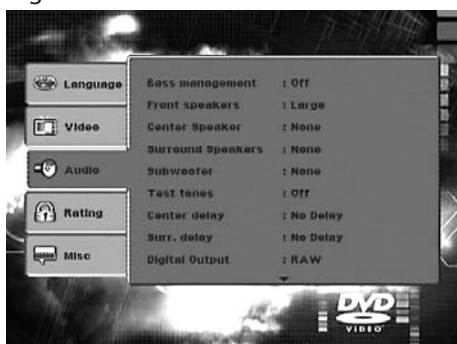 Language
Video
Audio
Rating
Misc
Bass management : Off
Front speakers : Large
Center Speaker : None
Surround Speakers : None
Subwoofer : None
Test tones : Off
Center delay : No Delay
Surr. delay : No Delay
Digital Output : RAW
DVD
VIDEO